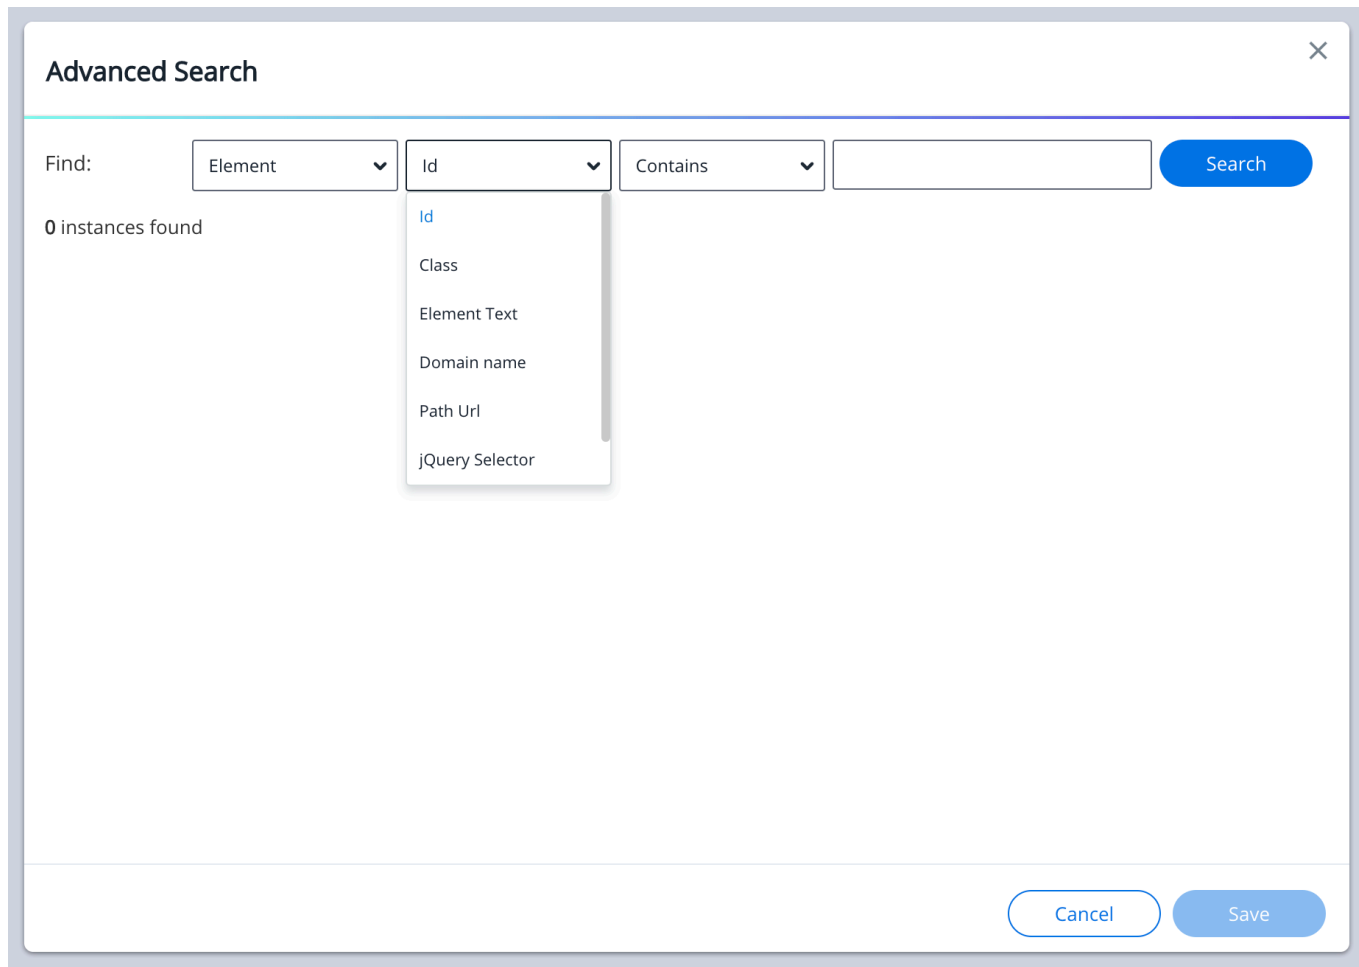 Advanced Search
Find: Element Id Contains Search
0 instances found
Id
Class
Element Text
Domain name
Path Url
jQuery Selector
Cancel Save